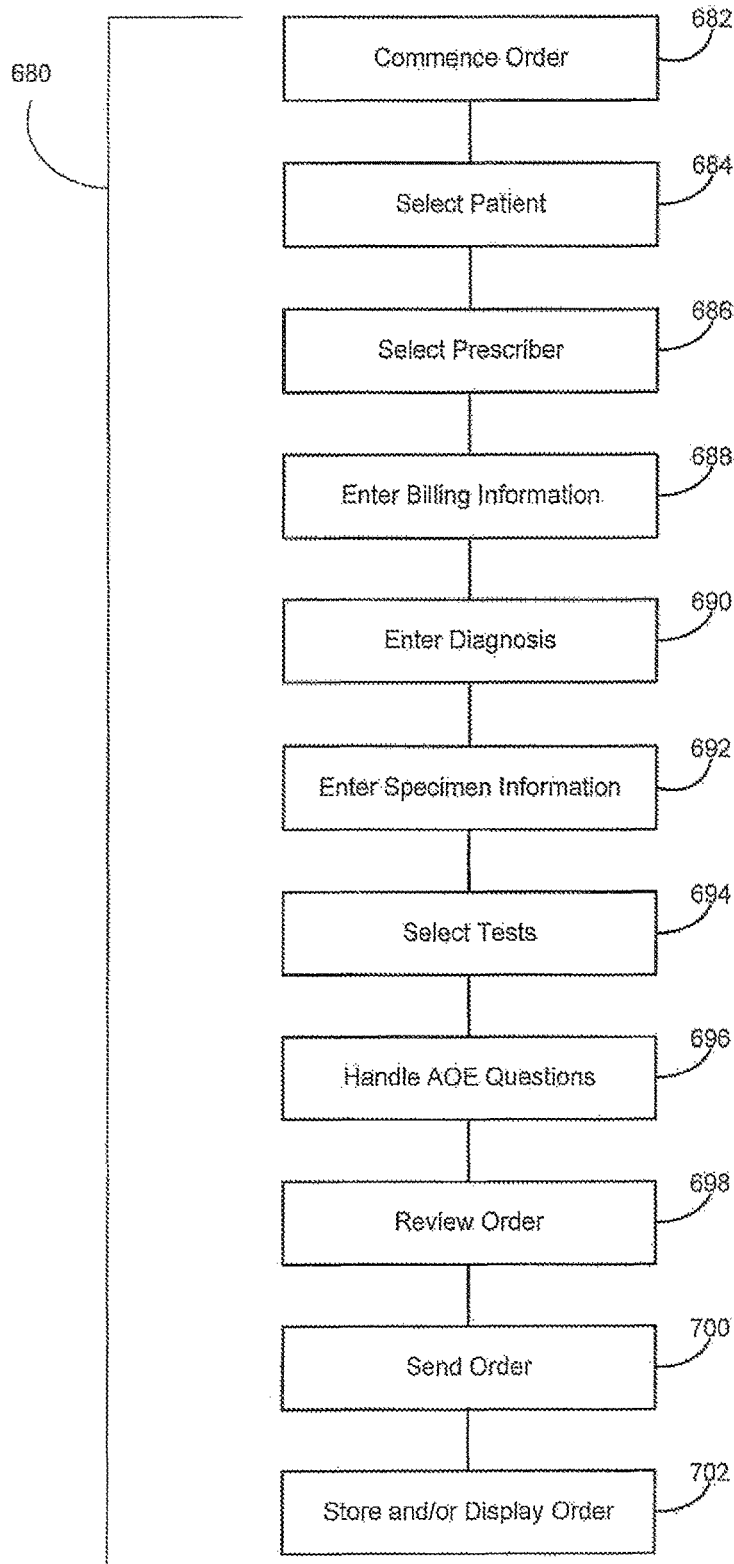 682
Commence Order
680
684
Select Patient
686
Select Prescriber
688
Enter Billing Information
690
Enter Diagnosis
692
Enter Specimen Information
694
Select Tests
696
Handle AOE Questions
698
Review Order
700
Send Order
702
Store and/or Display Order